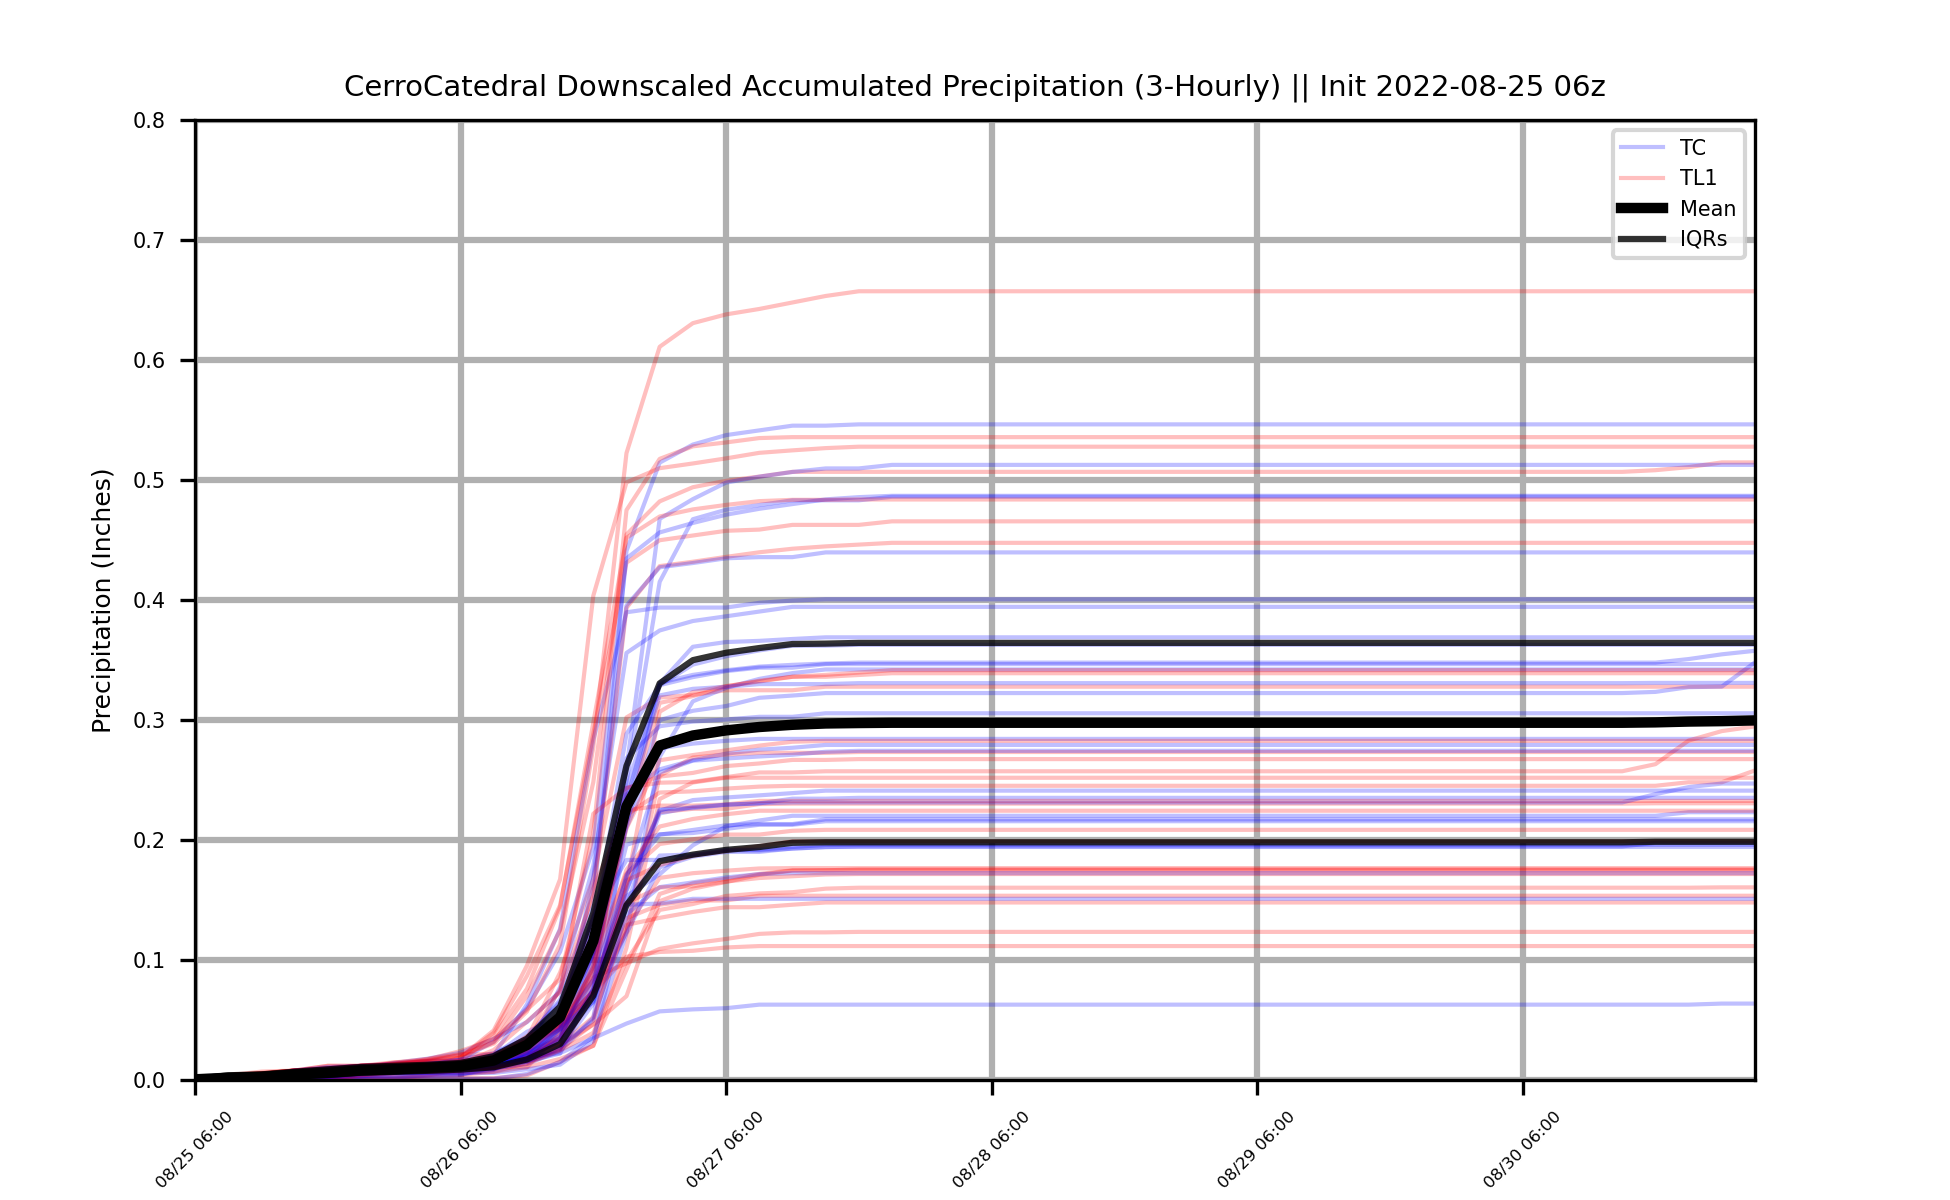 CerroCatedral Downscaled Accumulated Precipitation (3-Hourly) || Init 2022-08-25 06z
TC
TL1
Mean
IQRs
Precipitation (Inches)
0.8
0.7
0.6
0.5
0.4
0.3
0.2
0.1
0.0
08/25 06:00
08/26 06:00
08/27 06:00
08/28 06:00
08/29 06:00
08/30 06:00